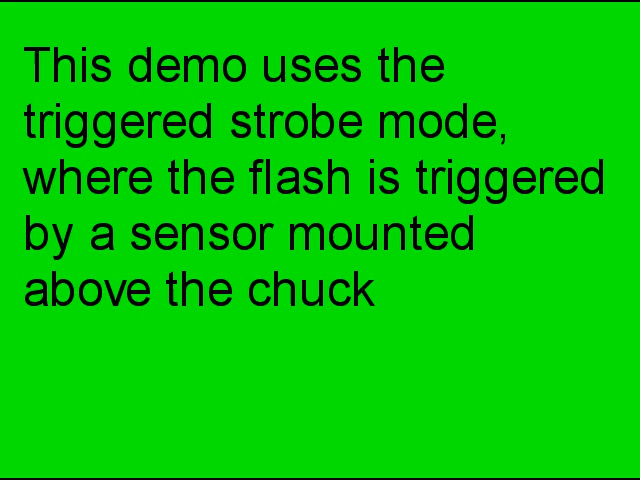 This demo uses the
triggered strobe mode,
where the flash is triggered
by a sensor mounted
above the chuck